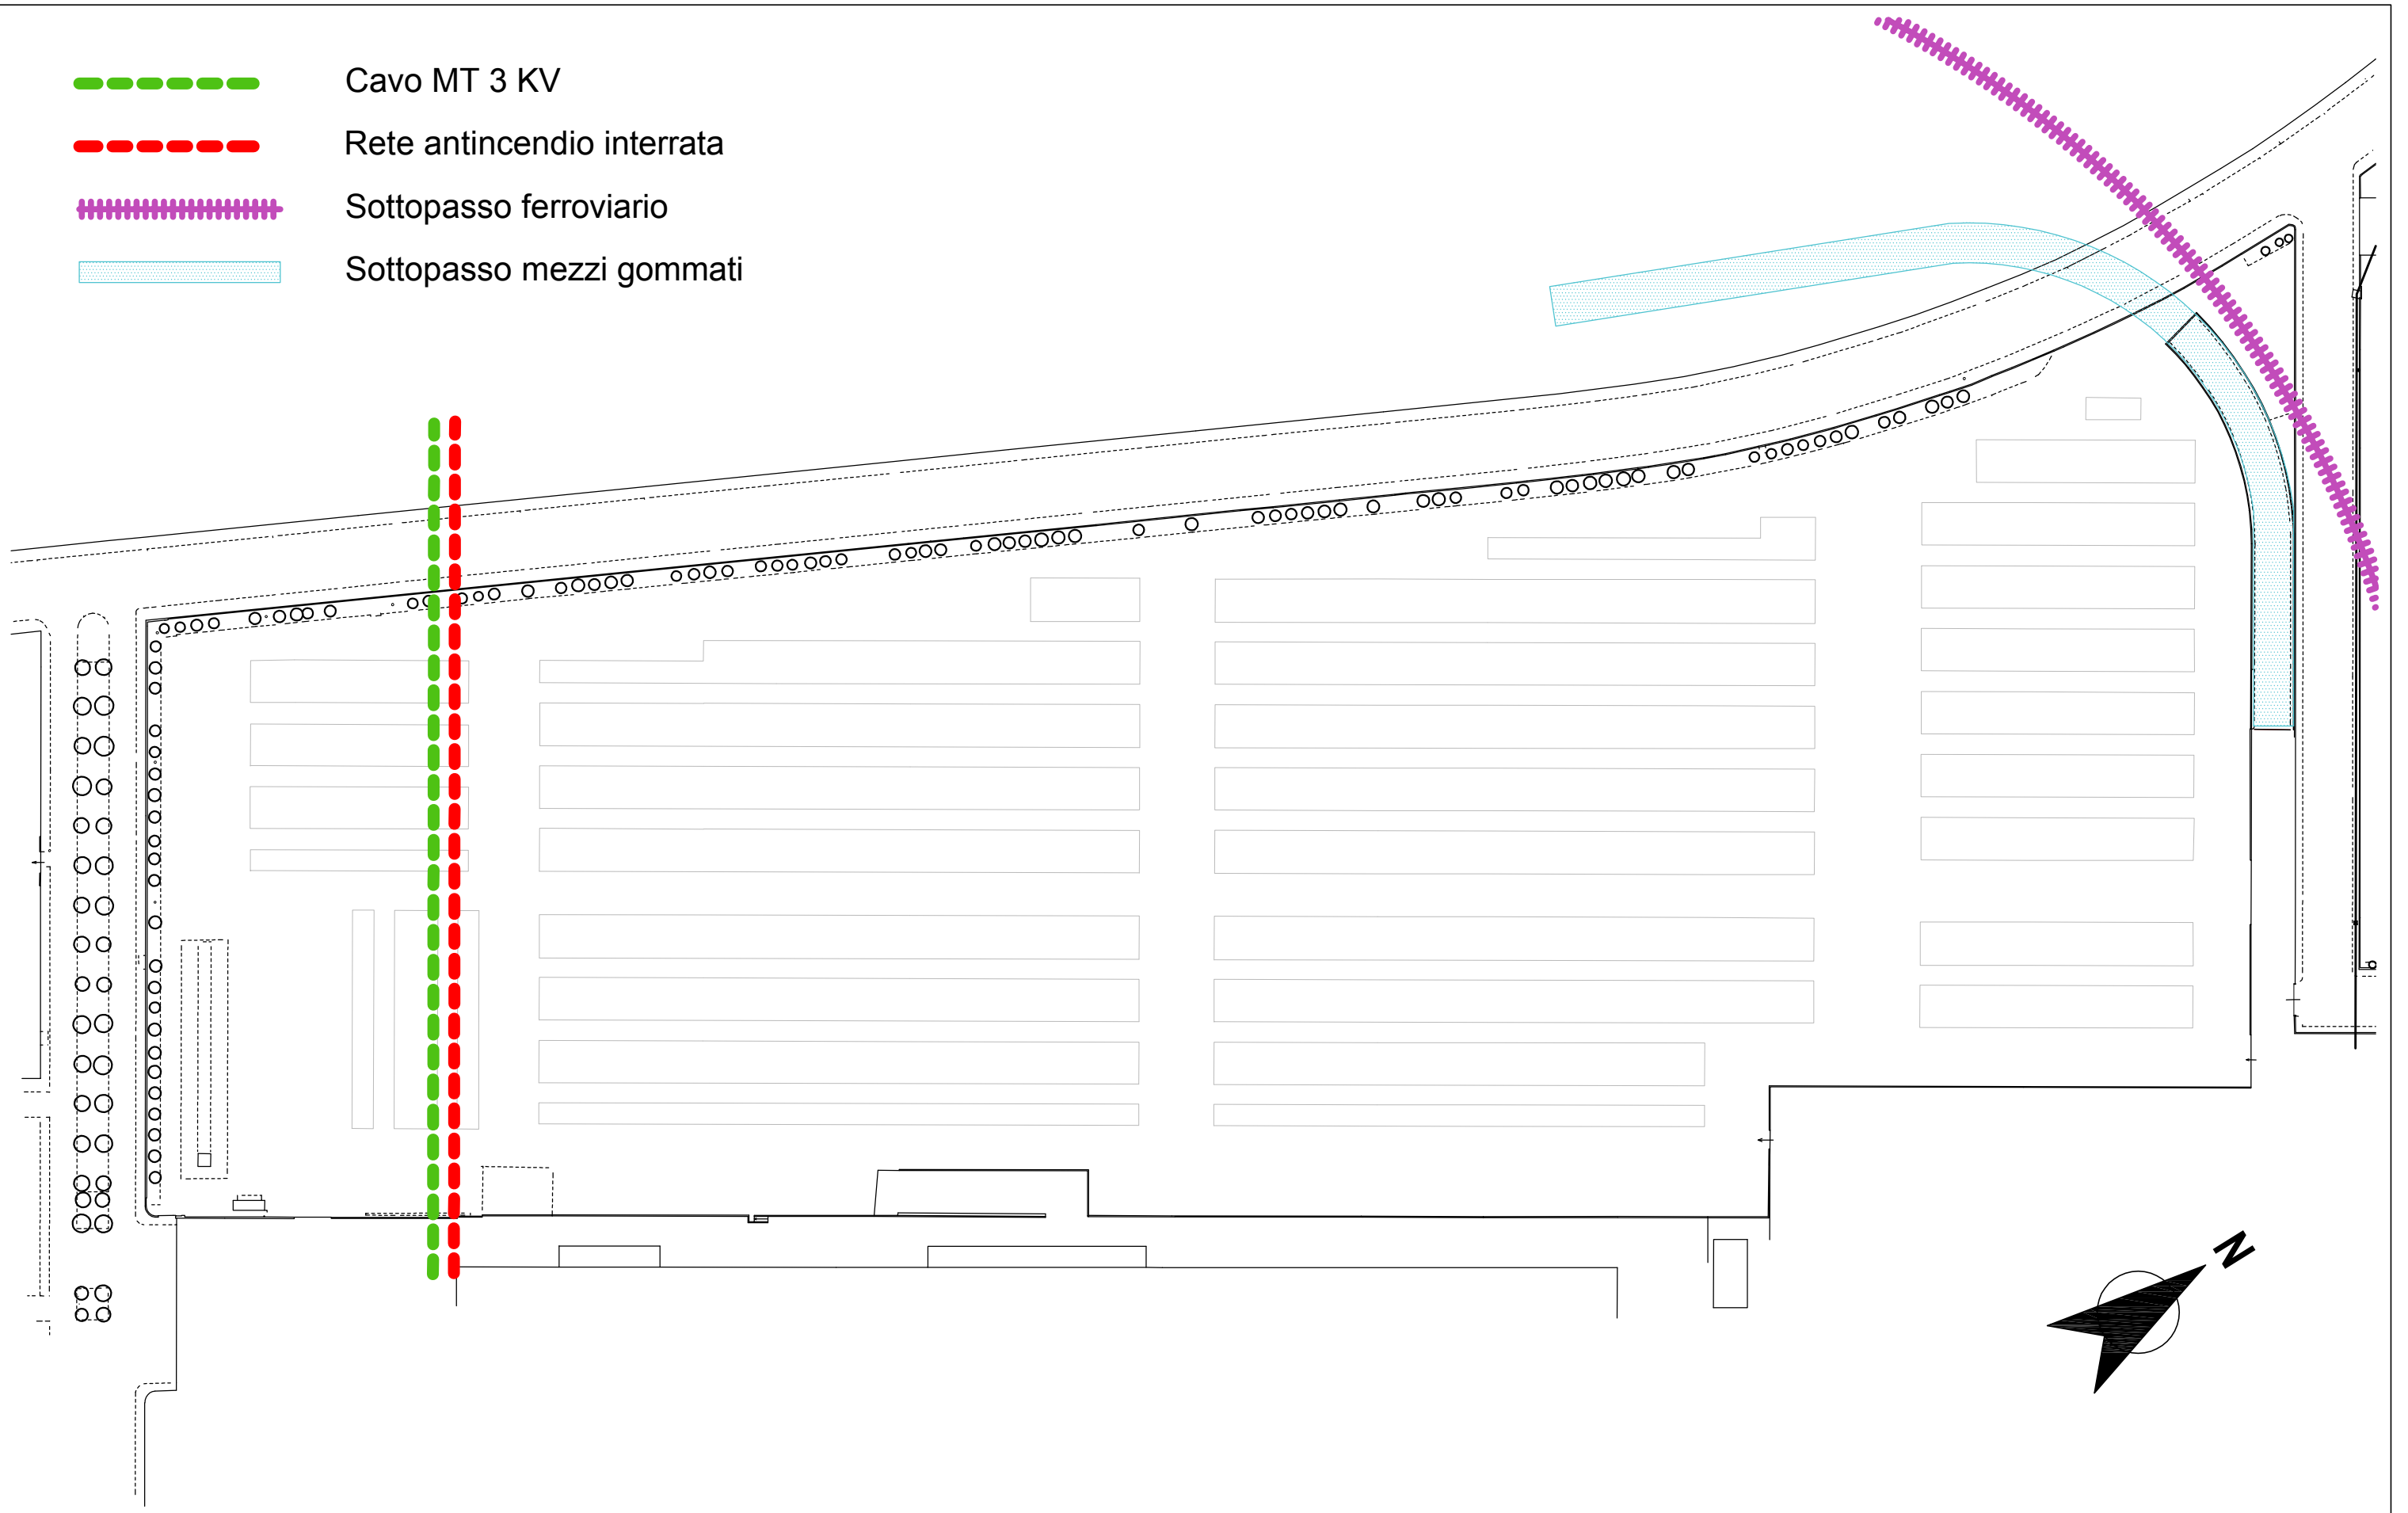 Cavo MT 3 KV
Rete antincendio interrata
Sottopasso ferroviario
Sottopasso mezzi gommati
N